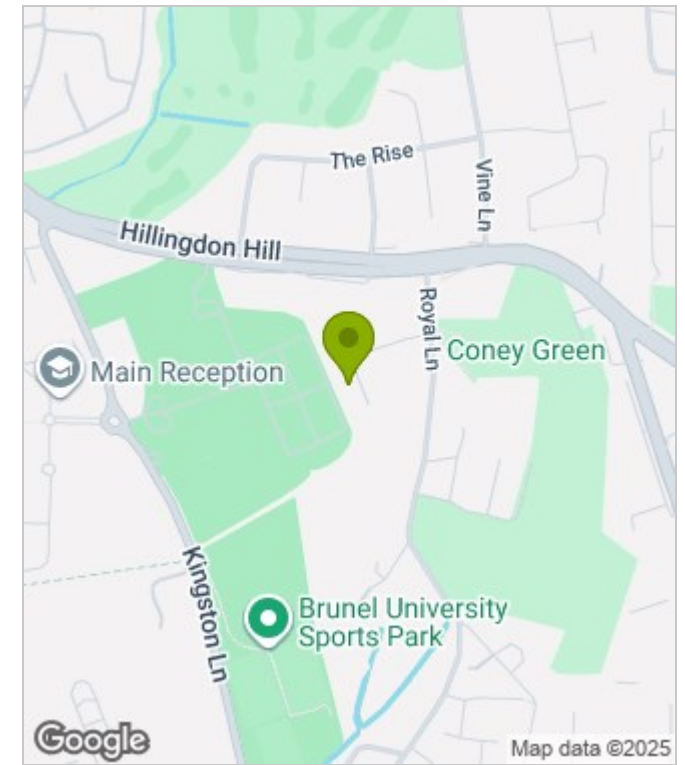 The Rise
Vine Ln
Hillingdon Hill
Royal Ln
Coney Green
Main Reception
Kingston Ln
Brunel University
Sports Park
Google
Map data ©2025